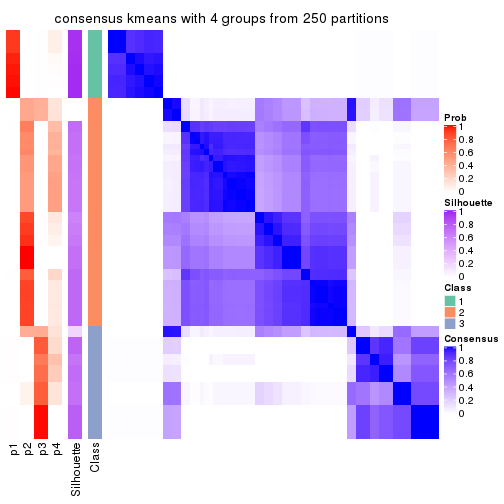 consensus kmeans with 4 groups from 250 partitions
Prob
1
0.8
0.6
0.4
0.2
0
Silhouette
1
0.8
0.6
0.4
0.2
0
Class
1
2
3
Consensus
1
0.8
0.6
0.4
0.2
0
p1
p2
p3
p4
Silhouette
Class